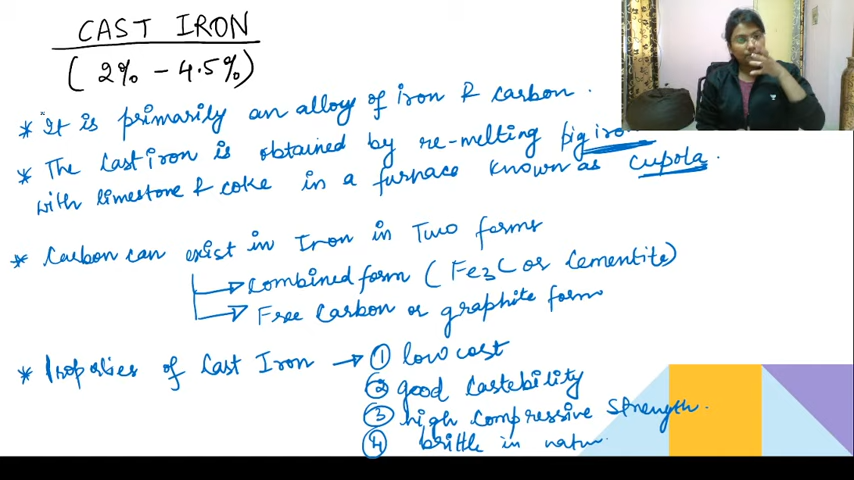 CAST IRON
(2% - 4.5%)
* It is primarily an alloy of iron & carbon.
* The cast iron is obtained by re-melting pig iron
with limestone & coke in a furnace known as cupola.
* Carbon can exist in Iron in Two forms
→ Combined form (Fe3C or Cementite)
→ Free Carbon or graphite form
* Properties of Cast Iron → ① low cost
② good castebility
③ high compressive strength.
④ brittle in natu